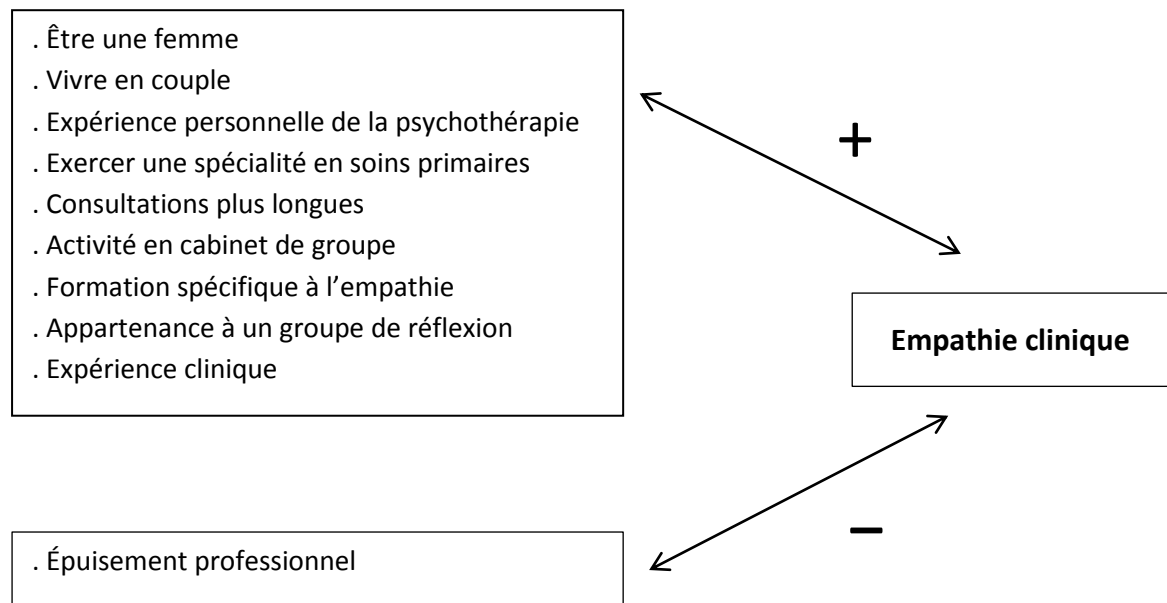 . Être une femme
. Vivre en couple
. Expérience personnelle de la psychothérapie
. Exercer une spécialité en soins primaires
. Consultations plus longues
. Activité en cabinet de groupe
. Formation spécifique à l’empathie
. Appartenance à un groupe de réflexion
. Expérience clinique
+
Empathie clinique
–
. Épuisement professionnel